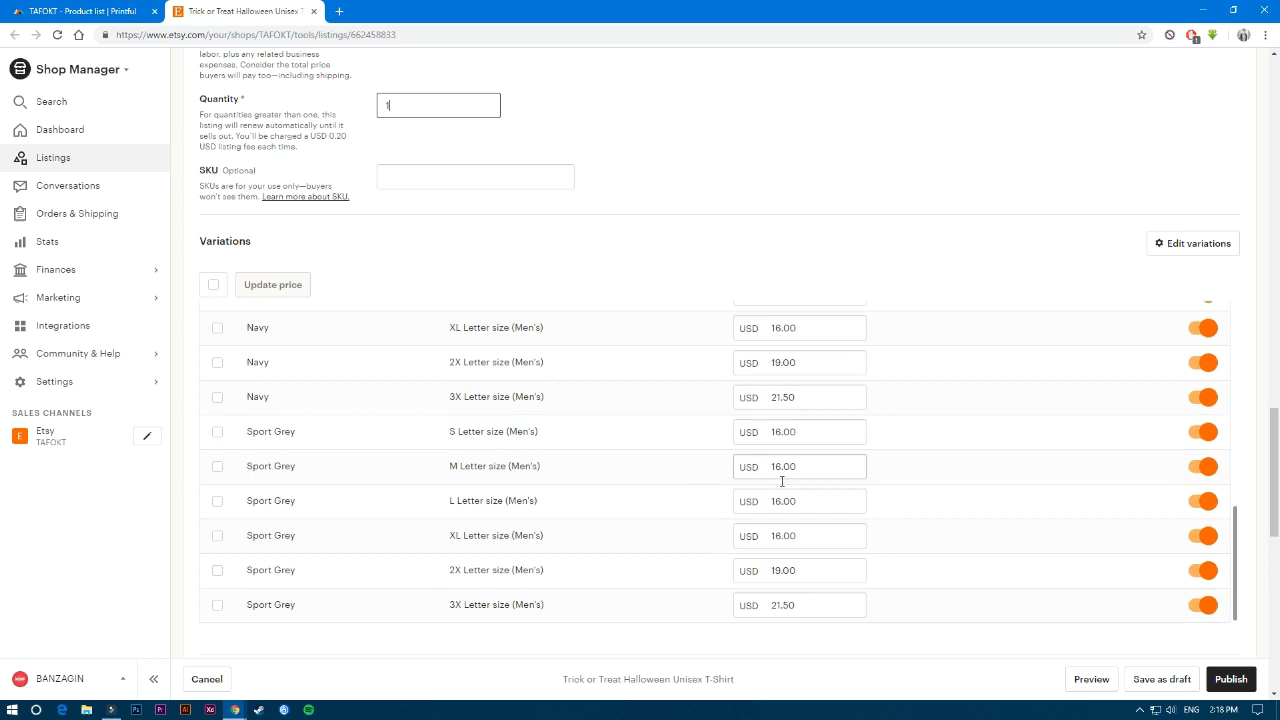 TAFOKT - Product list | Printful
Trick or Treat Halloween Unisex T
https://www.etsy.com/your/shops/TAFOKT/tools/listings/662458833
Shop Manager
Search
Dashboard
Listings
Conversations
Orders & Shipping
Stats
Finances
Marketing
Integrations
Community & Help
Settings
SALES CHANNELS
Etsy
TAFOKT
BANZAGIN
labor, plus any related business
expenses. Consider the total price
buyers will pay too—including shipping.
Quantity *
1
For quantities greater than one, this
listing will renew automatically until it
sells out. You'll be charged a USD 0.20
USD listing fee each time.
SKU Optional
SKUs are for your use only—buyers
won't see them. Learn more about SKU.
Variations
Edit variations
Update price
Navy XL Letter size (Men's) USD 16.00
Navy 2X Letter size (Men's) USD 19.00
Navy 3X Letter size (Men's) USD 21.50
Sport Grey S Letter size (Men's) USD 16.00
Sport Grey M Letter size (Men's) USD 16.00
Sport Grey L Letter size (Men's) USD 16.00
Sport Grey XL Letter size (Men's) USD 16.00
Sport Grey 2X Letter size (Men's) USD 19.00
Sport Grey 3X Letter size (Men's) USD 21.50
Cancel
Trick or Treat Halloween Unisex T-Shirt
Preview
Save as draft
Publish
ENG 2:18 PM